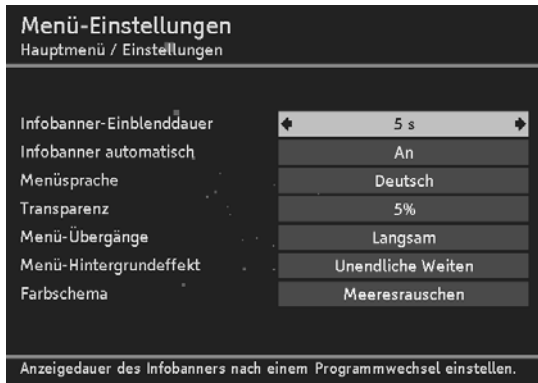 Menü-Einstellungen
Hauptmenü / Einstellungen
Infobanner-Einblenddauer 5 s
Infobanner automatisch An
Menüsprache Deutsch
Transparenz 5%
Menü-Übergänge Langsam
Menü-Hintergrundeffekt Unendliche Weiten
Farbschema Meeresrauschen
Anzeigedauer des Infobanners nach einem Programmwechsel einstellen.